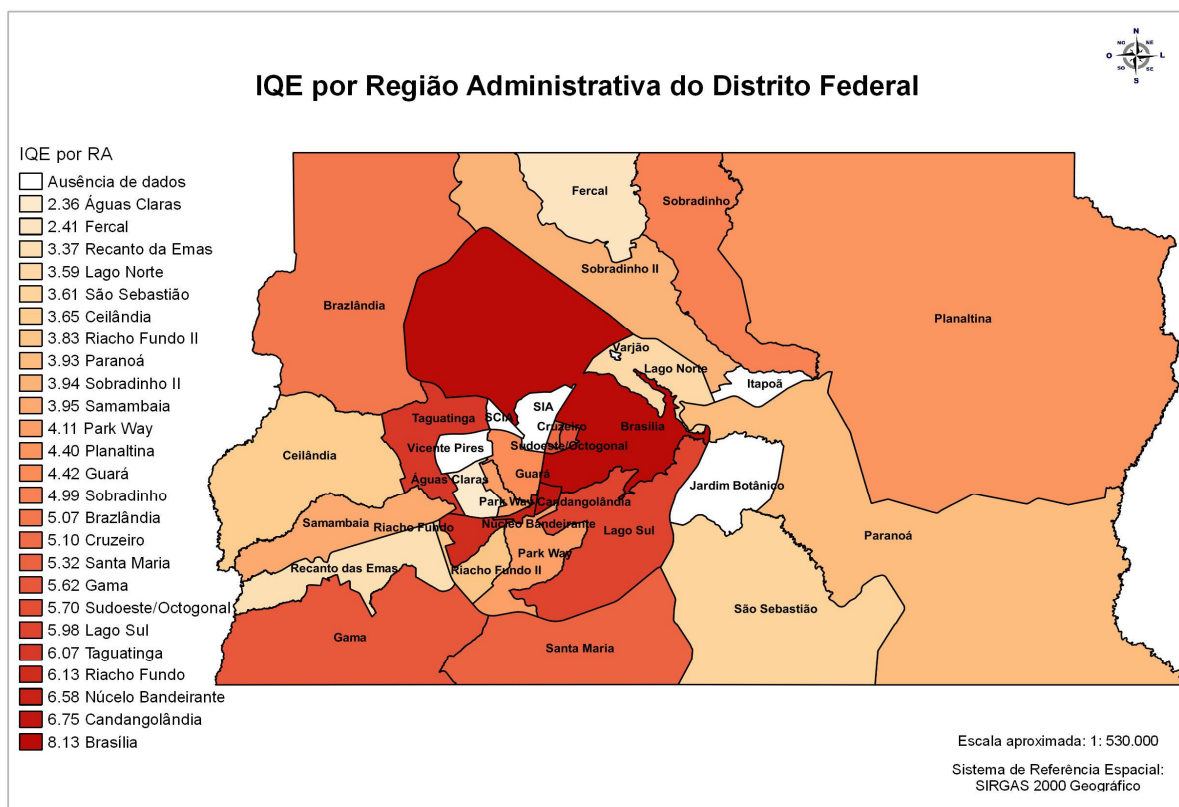 N
NO NE
O L
SO SE
S
IQE por Região Administrativa do Distrito Federal
IQE por RA
Ausência de dados
2.36 Águas Claras
2.41 Fercal
3.37 Recanto da Emas
3.59 Lago Norte
3.61 São Sebastião
3.65 Ceilândia
3.83 Riacho Fundo II
3.93 Paranoá
3.94 Sobradinho II
3.95 Samambaia
4.11 Park Way
4.40 Planaltina
4.42 Guará
4.99 Sobradinho
5.07 Brazlândia
5.10 Cruzeiro
5.32 Santa Maria
5.62 Gama
5.70 Sudoeste/Octogonal
5.98 Lago Sul
6.07 Taguatinga
6.13 Riacho Fundo
6.58 Núcelo Bandeirante
6.75 Candangolândia
8.13 Brasília
Fercal
Sobradinho
Sobradinho II
Brazlândia
Planaltina
Varjão
Lago Norte
Itapoã
SIA
SCIA
Taguatinga
Cruzeiro
Brasília
Sudoeste/Octogonal
Vicente Pires
Ceilândia
Guará
Águas Claras
Jardim Botânico
Park Way
Candangolândia
Samambaia
Riacho Fundo
Núcleo Bandeirante
Lago Sul
Paranoá
Park Way
Recanto das Emas
Riacho Fundo II
São Sebastião
Gama
Santa Maria
Escala aproximada: 1: 530.000
Sistema de Referência Espacial:
SIRGAS 2000 Geográfico